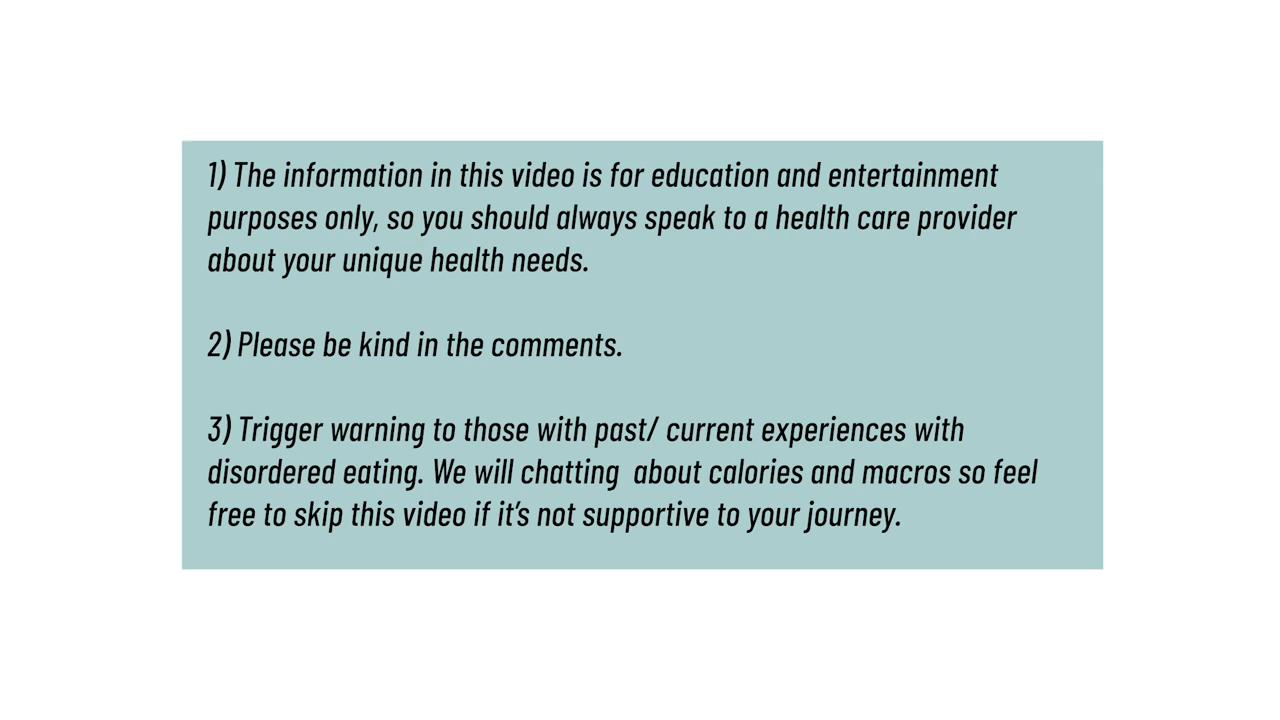 1) The information in this video is for education and entertainment
purposes only, so you should always speak to a health care provider
about your unique health needs.
2) Please be kind in the comments.
3) Trigger warning to those with past/ current experiences with
disordered eating. We will chatting  about calories and macros so feel
free to skip this video if it’s not supportive to your journey.